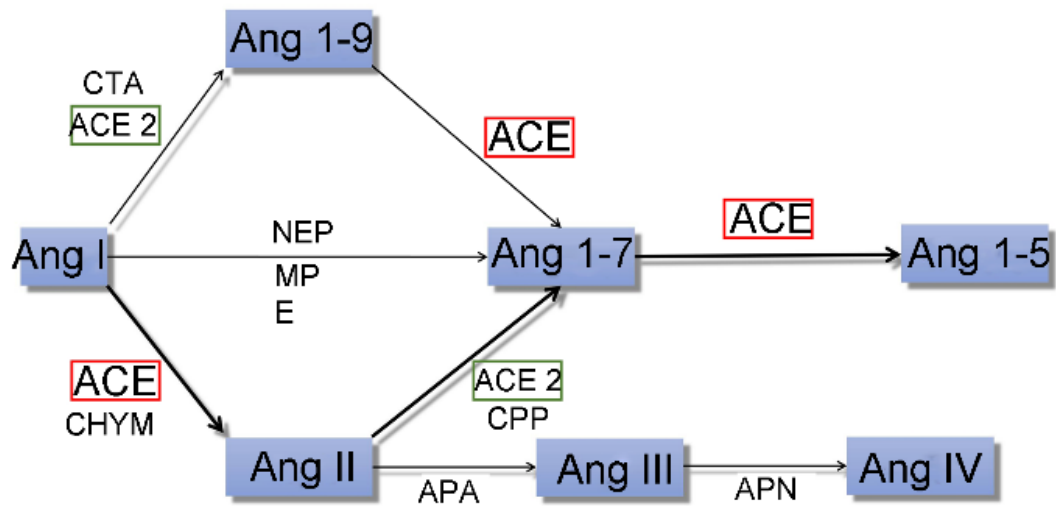 Ang 1-9
CTA
ACE 2
ACE
ACE
NEP
Ang I
Ang 1-7
Ang 1-5
MP
E
ACE
ACE 2
CHYM
CPP
Ang II
Ang III
Ang IV
APA
APN